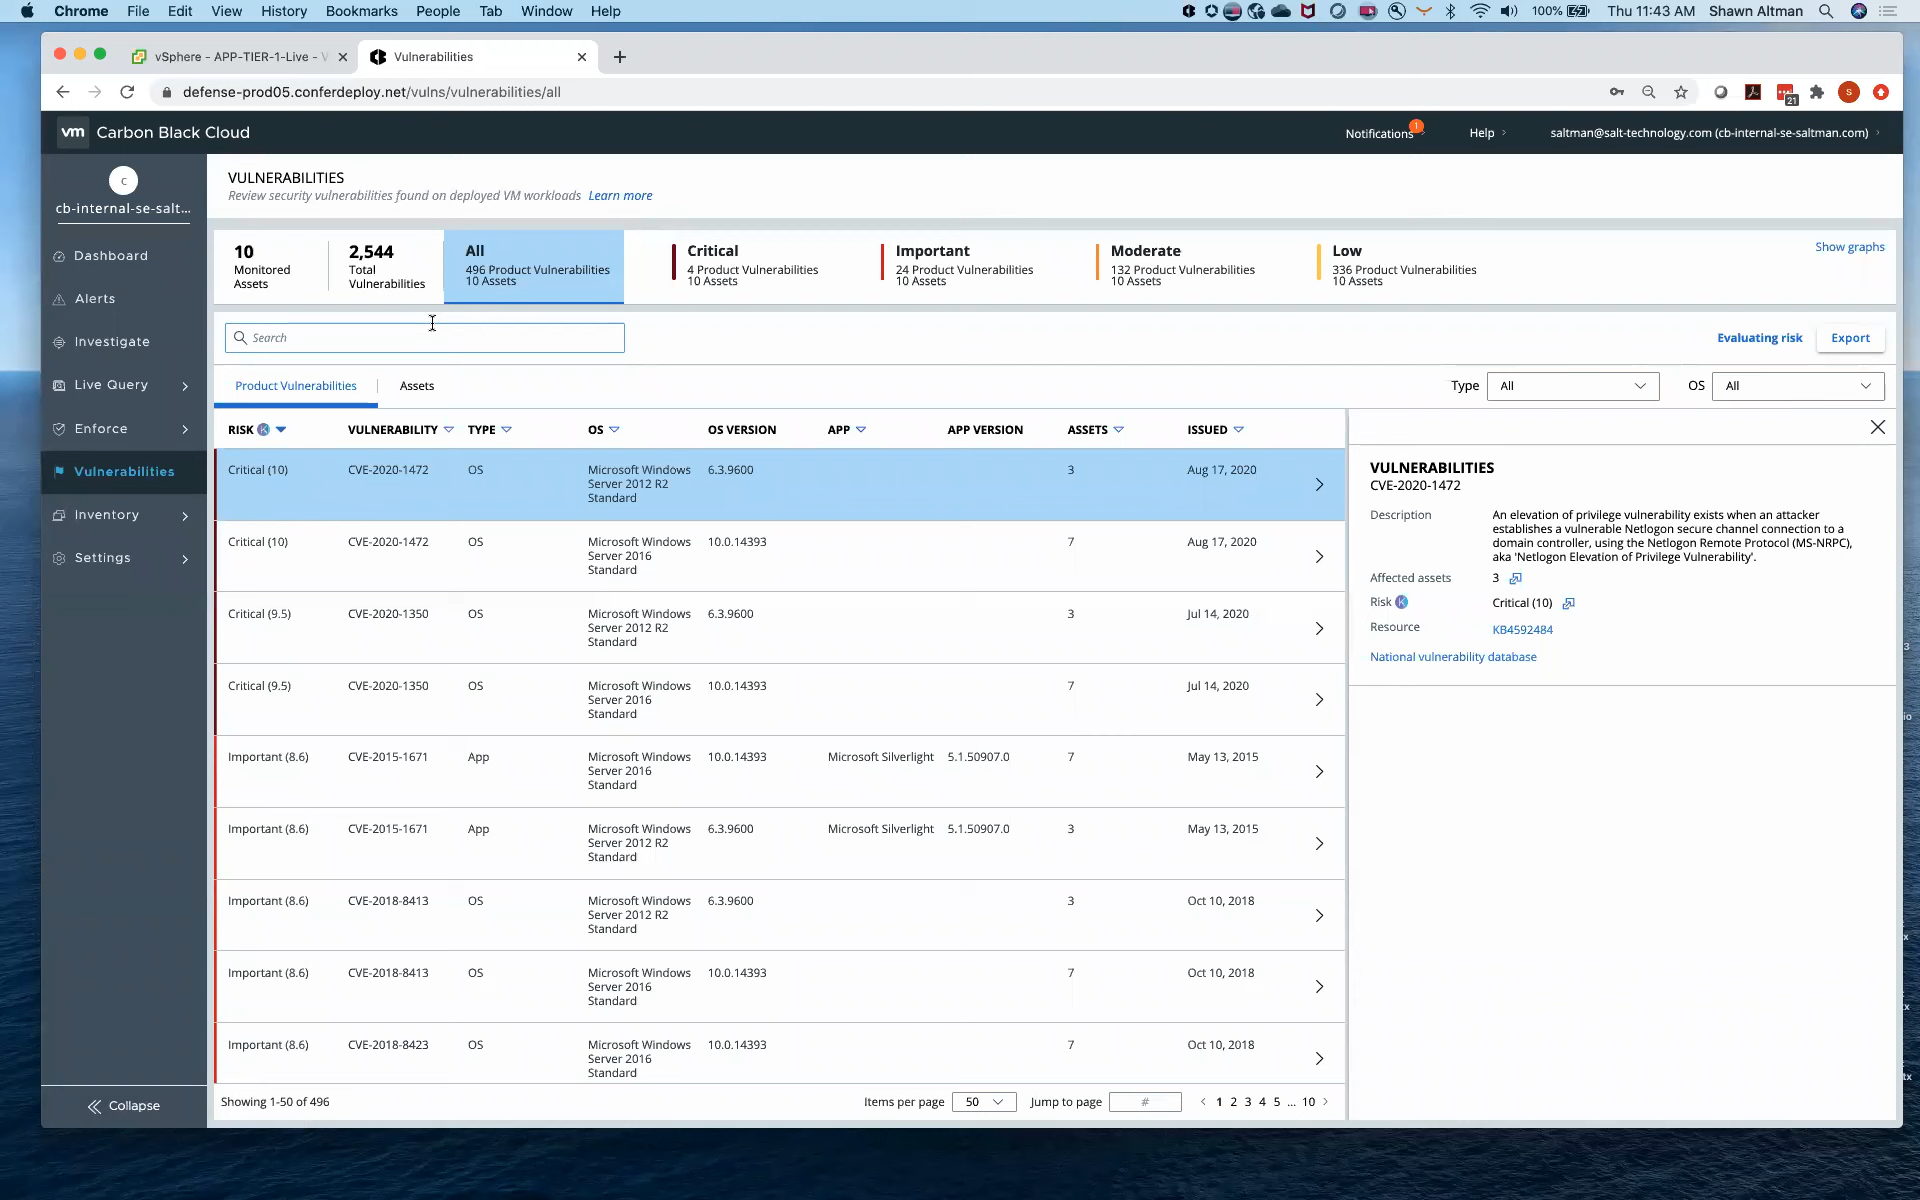 Chrome File Edit View History Bookmarks People Tab Window Help 100% Thu 11:43 AM Shawn Altman
vSphere - APP-TIER-1-Live - Vulnerabilities
defense-prod05.conferdeploy.net/vulns/vulnerabilities/all 21 S
vm Carbon Black Cloud Notifications 1 Help saltman@salt-technology.com (cb-internal-se-saltman.com)
C
cb-internal-se-salt...
Dashboard
Alerts
Investigate
Live Query
Enforce
Vulnerabilities
Inventory
Settings
Collapse
VULNERABILITIES
Review security vulnerabilities found on deployed VM workloads Learn more
10 2,544 All Critical Important Moderate Low Show graphs
Monitored Total 496 Product Vulnerabilities 4 Product Vulnerabilities 24 Product Vulnerabilities 132 Product Vulnerabilities 336 Product Vulnerabilities
Assets Vulnerabilities 10 Assets 10 Assets 10 Assets 10 Assets 10 Assets
Search Evaluating risk Export
Product Vulnerabilities Assets Type All OS All
RISK K VULNERABILITY TYPE OS OS VERSION APP APP VERSION ASSETS ISSUED
Critical (10) CVE-2020-1472 OS Microsoft Windows 6.3.9600 3 Aug 17, 2020
Server 2012 R2
Standard
Critical (10) CVE-2020-1472 OS Microsoft Windows 10.0.14393 7 Aug 17, 2020
Server 2016
Standard
Critical (9.5) CVE-2020-1350 OS Microsoft Windows 6.3.9600 3 Jul 14, 2020
Server 2012 R2
Standard
Critical (9.5) CVE-2020-1350 OS Microsoft Windows 10.0.14393 7 Jul 14, 2020
Server 2016
Standard
Important (8.6) CVE-2015-1671 App Microsoft Windows 10.0.14393 Microsoft Silverlight 5.1.50907.0 7 May 13, 2015
Server 2016
Standard
Important (8.6) CVE-2015-1671 App Microsoft Windows 6.3.9600 Microsoft Silverlight 5.1.50907.0 3 May 13, 2015
Server 2012 R2
Standard
Important (8.6) CVE-2018-8413 OS Microsoft Windows 6.3.9600 3 Oct 10, 2018
Server 2012 R2
Standard
Important (8.6) CVE-2018-8413 OS Microsoft Windows 10.0.14393 7 Oct 10, 2018
Server 2016
Standard
Important (8.6) CVE-2018-8423 OS Microsoft Windows 10.0.14393 7 Oct 10, 2018
Server 2016
Standard
Showing 1-50 of 496 Items per page 50 Jump to page # 1 2 3 4 5 ... 10
VULNERABILITIES
CVE-2020-1472
Description An elevation of privilege vulnerability exists when an attacker
establishes a vulnerable Netlogon secure channel connection to a
domain controller, using the Netlogon Remote Protocol (MS-NRPC),
aka 'Netlogon Elevation of Privilege Vulnerability'.
Affected assets 3
Risk K Critical (10)
Resource KB4592484
National vulnerability database